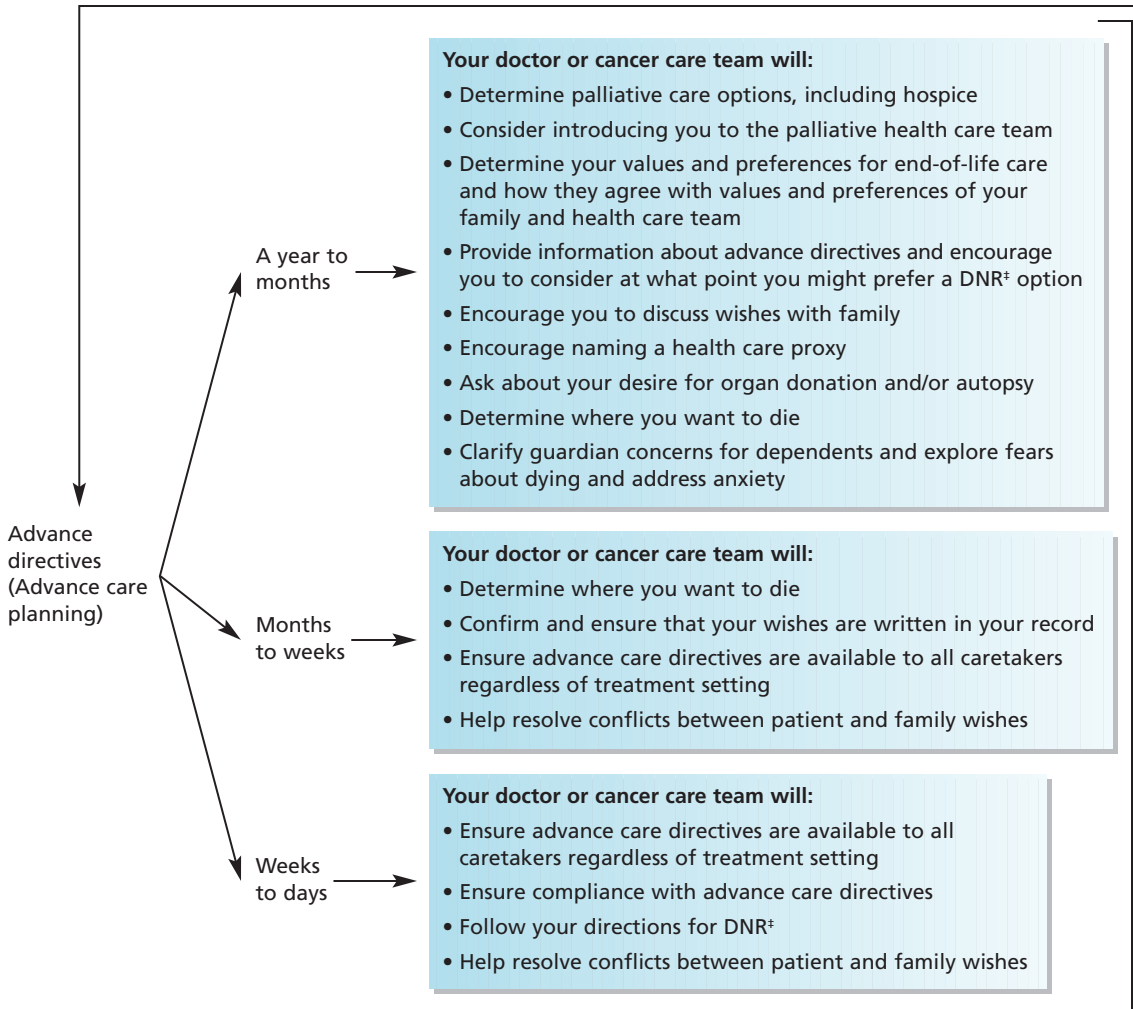 Your doctor or cancer care team will:
• Determine palliative care options, including hospice
• Consider introducing you to the palliative health care team
• Determine your values and preferences for end-of-life care
and how they agree with values and preferences of your
family and health care team
• Provide information about advance directives and encourage
you to consider at what point you might prefer a DNR‡ option
• Encourage you to discuss wishes with family
• Encourage naming a health care proxy
• Ask about your desire for organ donation and/or autopsy
• Determine where you want to die
• Clarify guardian concerns for dependents and explore fears
about dying and address anxiety
A year to
months
Advance
directives
(Advance care
planning)
Months
to weeks
Your doctor or cancer care team will:
• Determine where you want to die
• Confirm and ensure that your wishes are written in your record
• Ensure advance care directives are available to all caretakers
regardless of treatment setting
• Help resolve conflicts between patient and family wishes
Weeks
to days
Your doctor or cancer care team will:
• Ensure advance care directives are available to all
caretakers regardless of treatment setting
• Ensure compliance with advance care directives
• Follow your directions for DNR‡
• Help resolve conflicts between patient and family wishes